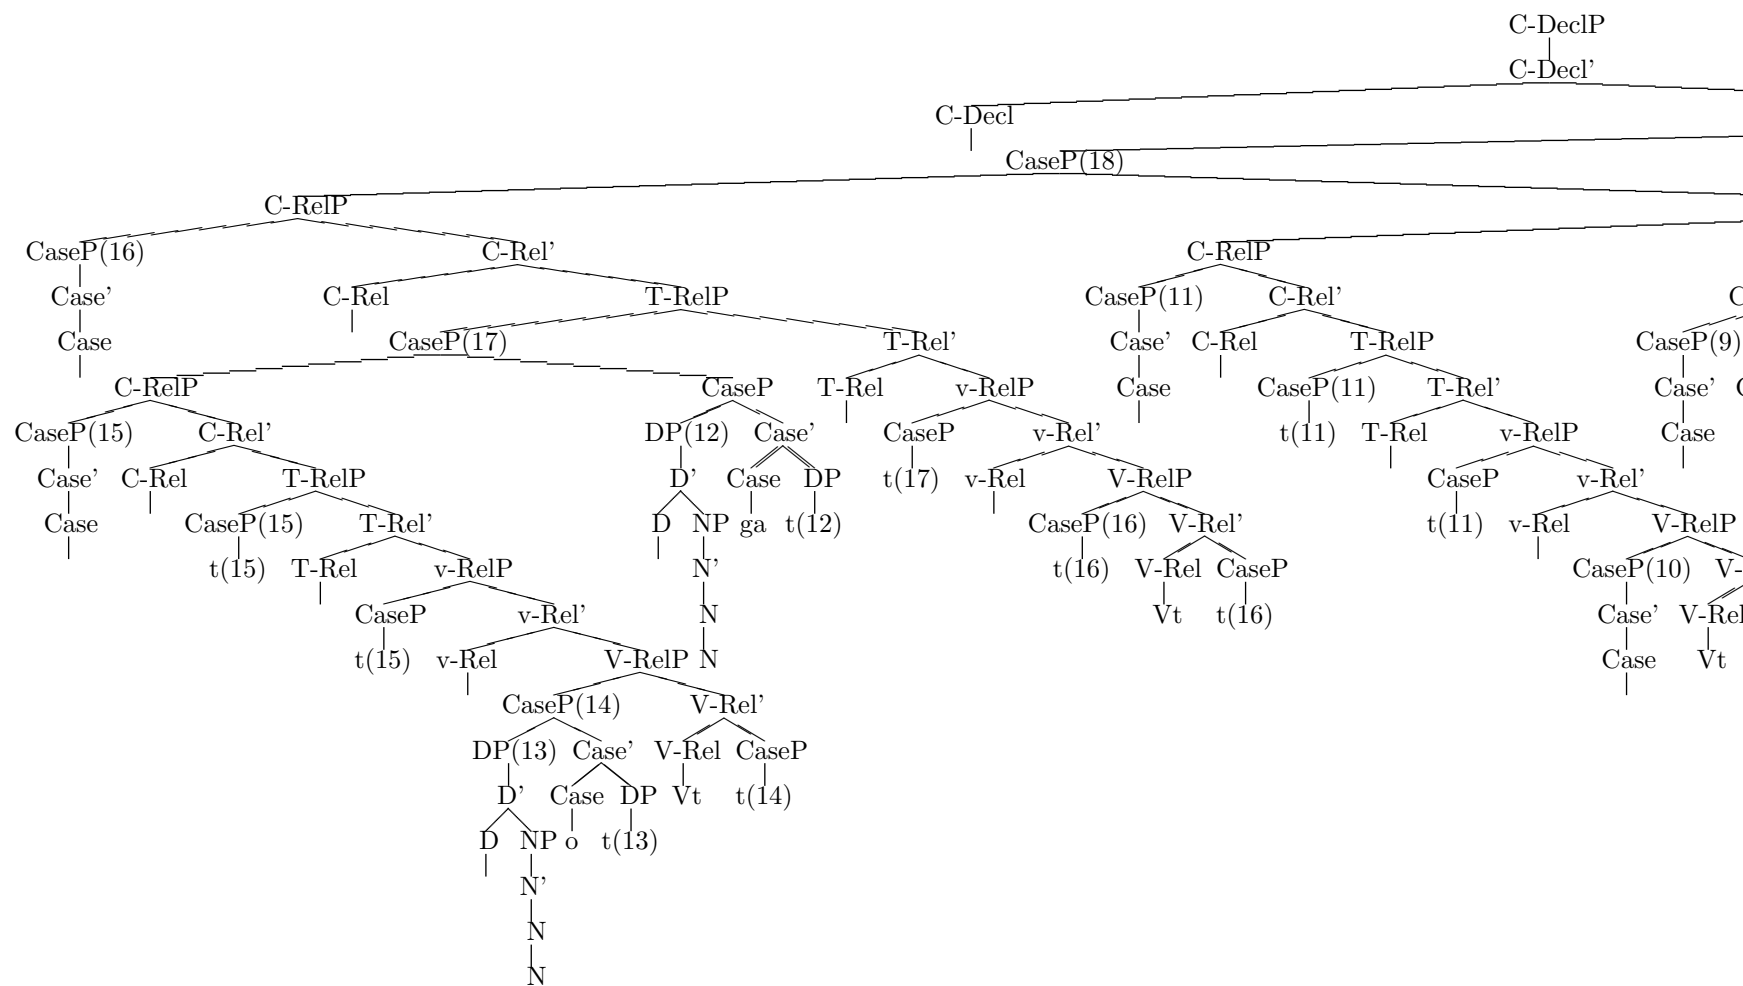 C-DeclP
C-Decl’
C-Decl
CaseP(18)
C-RelP
CaseP(16) C-Rel’ C-RelP
Case’ C-Rel T-RelP CaseP(11) C-Rel’ C
Case CaseP(17) T-Rel’ Case’ C-Rel T-RelP CaseP(9)
C-RelP CaseP T-Rel v-RelP Case CaseP(11) T-Rel’ Case’ C
CaseP(15) C-Rel’ DP(12) Case’ CaseP v-Rel’ t(11) T-Rel v-RelP Case
Case’ C-Rel T-RelP D’ Case DP t(17) v-Rel V-RelP CaseP v-Rel’
Case CaseP(15) T-Rel’ D NP ga t(12) CaseP(16) V-Rel’ t(11) v-Rel V-RelP
t(15) T-Rel v-RelP N’ t(16) V-Rel CaseP CaseP(10) V-
CaseP v-Rel’ N Vt t(16) Case’ V-Rel
t(15) v-Rel V-RelP N Case Vt
CaseP(14) V-Rel’
DP(13) Case’ V-Rel CaseP
D’ Case DP Vt t(14)
D NP o t(13)
N’
N
N